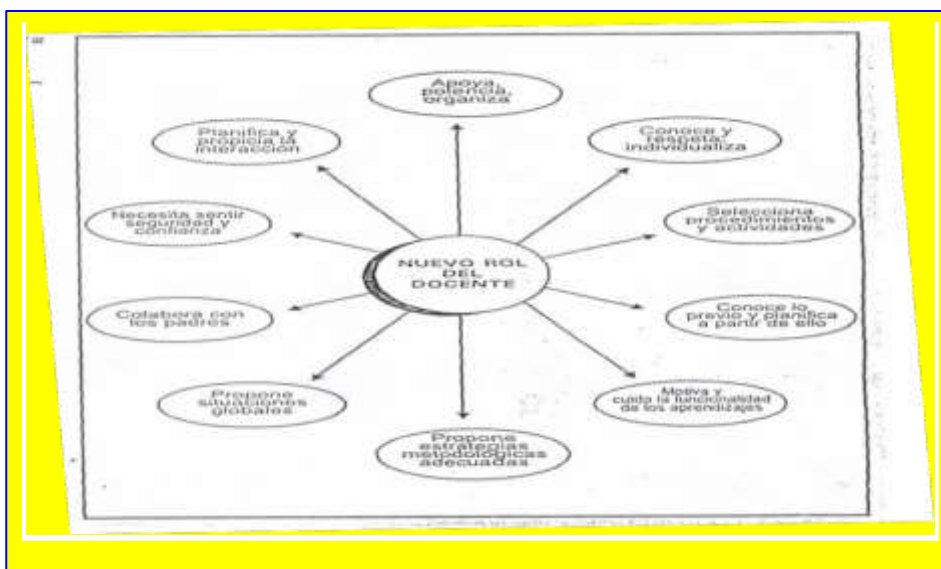 Apoya,
potencia,
organiza
Planifica y
propicia la
interacción
Conoce y
respeta:
individualiza
Necesita sentir
seguridad y
confianza
Selecciona
procedimientos
y actividades
NUEVO ROL
DEL
DOCENTE
Colabora con
los padres
Conoce lo
previo y planifica
a partir de ello
Propone
situaciones
globales
Motiva y
cuida la funcionalidad
de los aprendizajes
Propone
estrategias
metodológicas
adecuadas